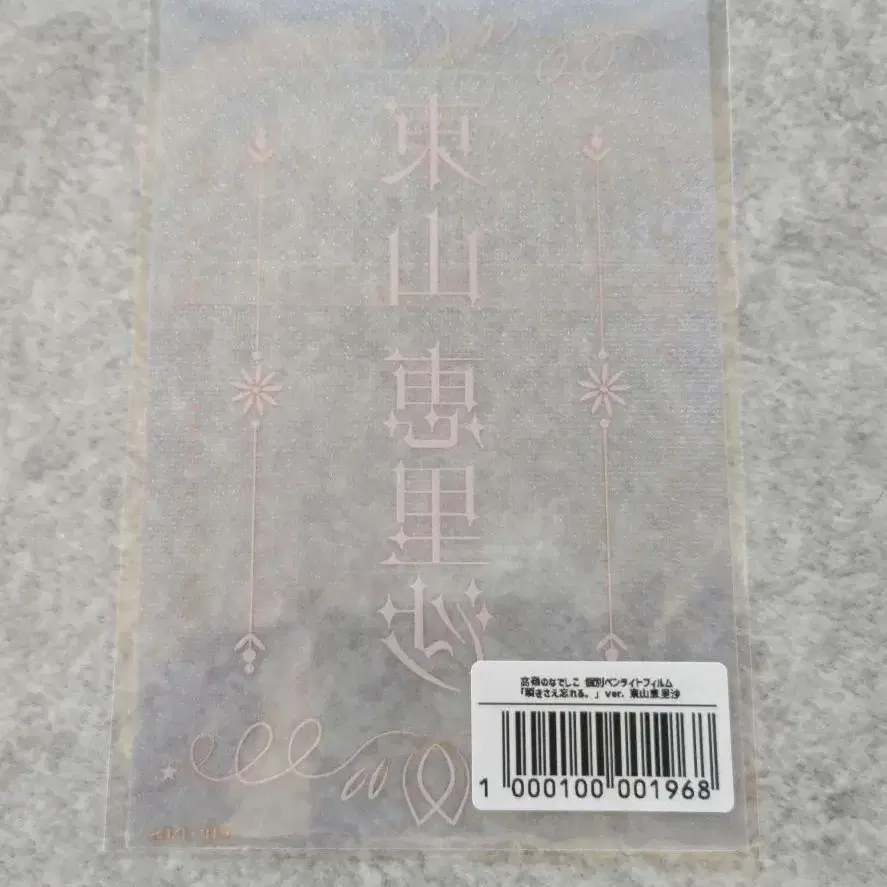 東山恵里沙
高嶺のなでしこ 個別ペンライトフィルム
「瞬きさえ忘れる。」ver. 東山恵里沙
1 000100 001968